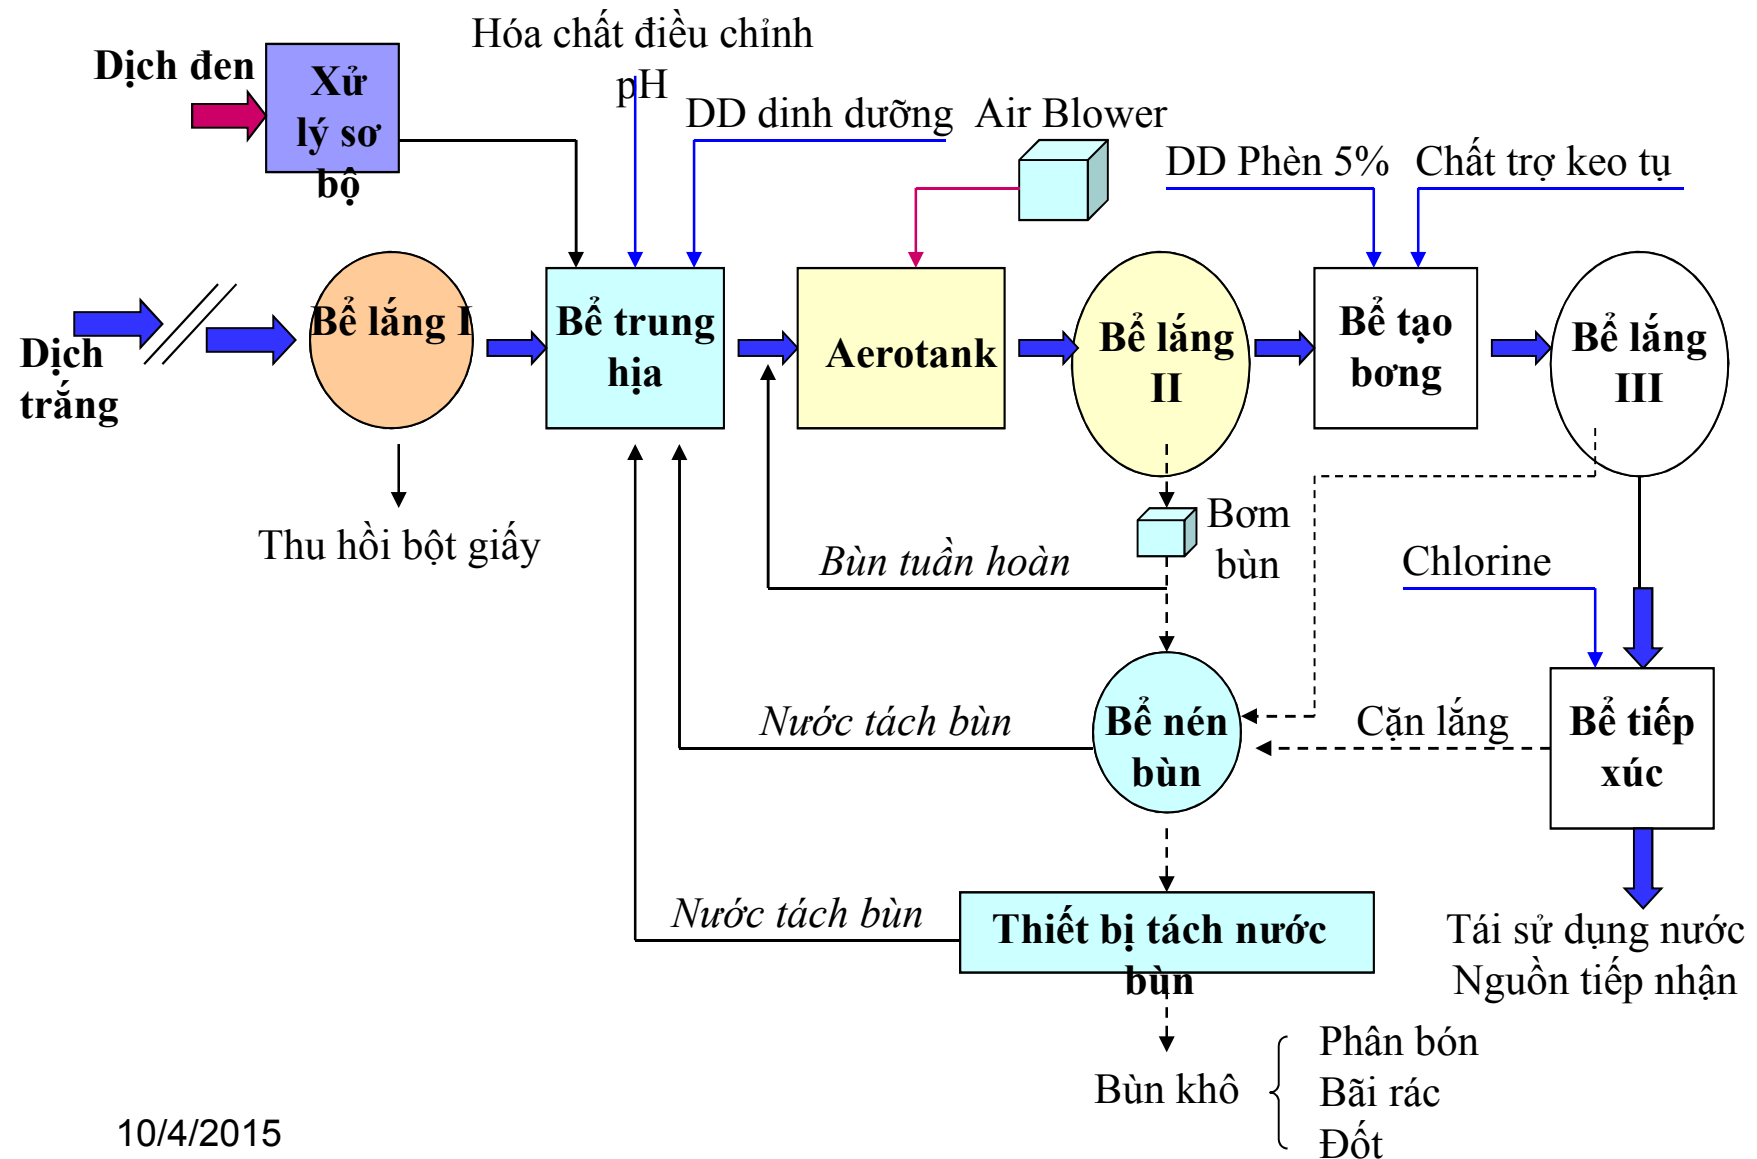 Hóa chất điều chỉnh
pH
Dịch đen
Xử
lý sơ
bộ
DD dinh dưỡng
Air Blower
DD Phèn 5%
Chất trợ keo tụ
Dịch
trắng
Bể lắng I
Bể trung
hịa
Aerotank
Bể lắng
II
Bể tạo
bơng
Bể lắng
III
Thu hồi bột giấy
Bơm
bùn
Bùn tuần hoàn
Chlorine
Nước tách bùn
Bể nén
bùn
Cặn lắng
Bể tiếp
xúc
Nước tách bùn
Thiết bị tách nước
bùn
Tái sử dụng nước
Nguồn tiếp nhận
Bùn khô
Phân bón
Bãi rác
Đốt
10/4/2015